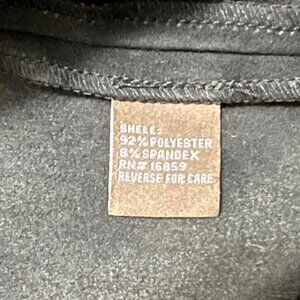 SHELL:
92% POLYESTER
8% SPANDEX
RN# 16859
REVERSE FOR CARE